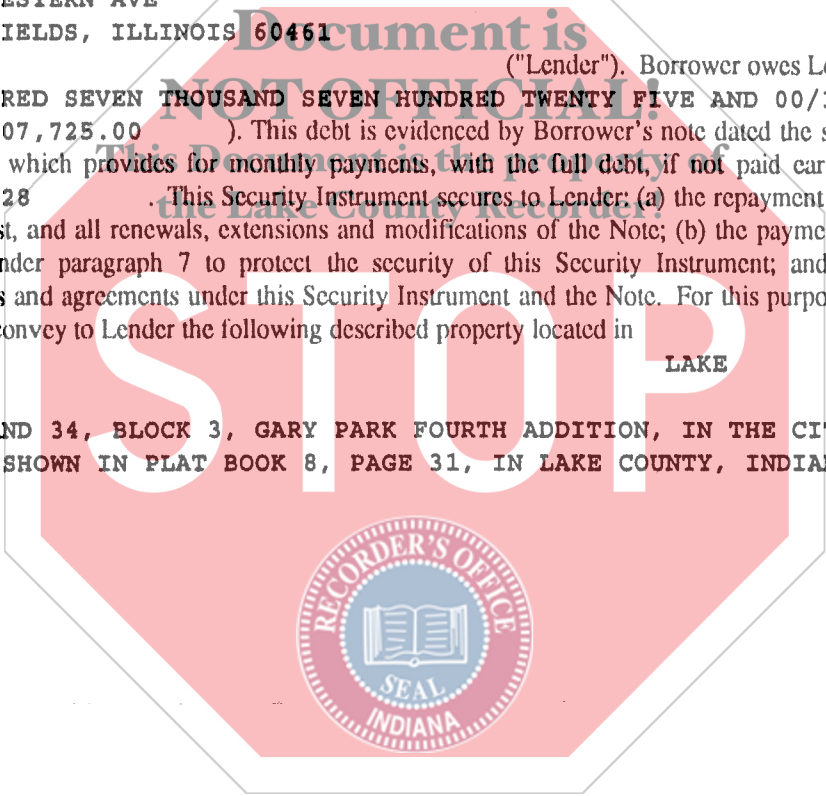 ESTERN AVE
IELDS, ILLINOIS 60461
Document is
("Lender"). Borrower owes Le
NOT OFFICIAL!
RED SEVEN THOUSAND SEVEN HUNDRED TWENTY FIVE AND 00/
07,725.00 ). This debt is evidenced by Borrower's note dated the s
This Document is the property of
which provides for monthly payments, with the full debt, if not paid ear
the Lake County Recorder!
28 . This Security Instrument secures to Lender: (a) the repayment
st, and all renewals, extensions and modifications of the Note; (b) the payme
nder paragraph 7 to protect the security of this Security Instrument; and
s and agreements under this Security Instrument and the Note. For this purpo
convey to Lender the following described property located in
LAKE
STOP
ND 34, BLOCK 3, GARY PARK FOURTH ADDITION, IN THE CI
SHOWN IN PLAT BOOK 8, PAGE 31, IN LAKE COUNTY, INDIA
RECORDER'S OFFICE
SEAL
INDIANA